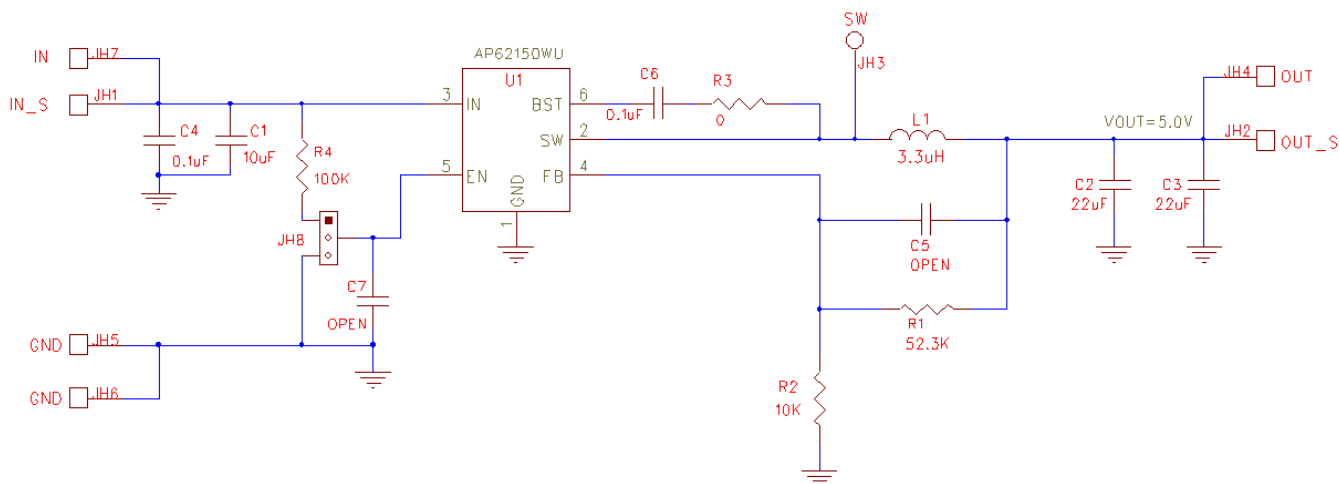 SW
IN
JH7
AP62150WU
IN_S
JH1
U1
C6
R3
JH3
JH4
OUT
3
IN
BST
6
0.1uF
0
L1
VOUT=5.0V
JH2
OUT_S
C4
C1
SW
2
3.3uH
0.1uF
10uF
R4
5
EN
FB
4
100K
GND
C2
C3
22uF
22uF
1
JH8
C5
OPEN
C7
OPEN
R1
52.3K
GND
JH5
GND
JH6
R2
10K